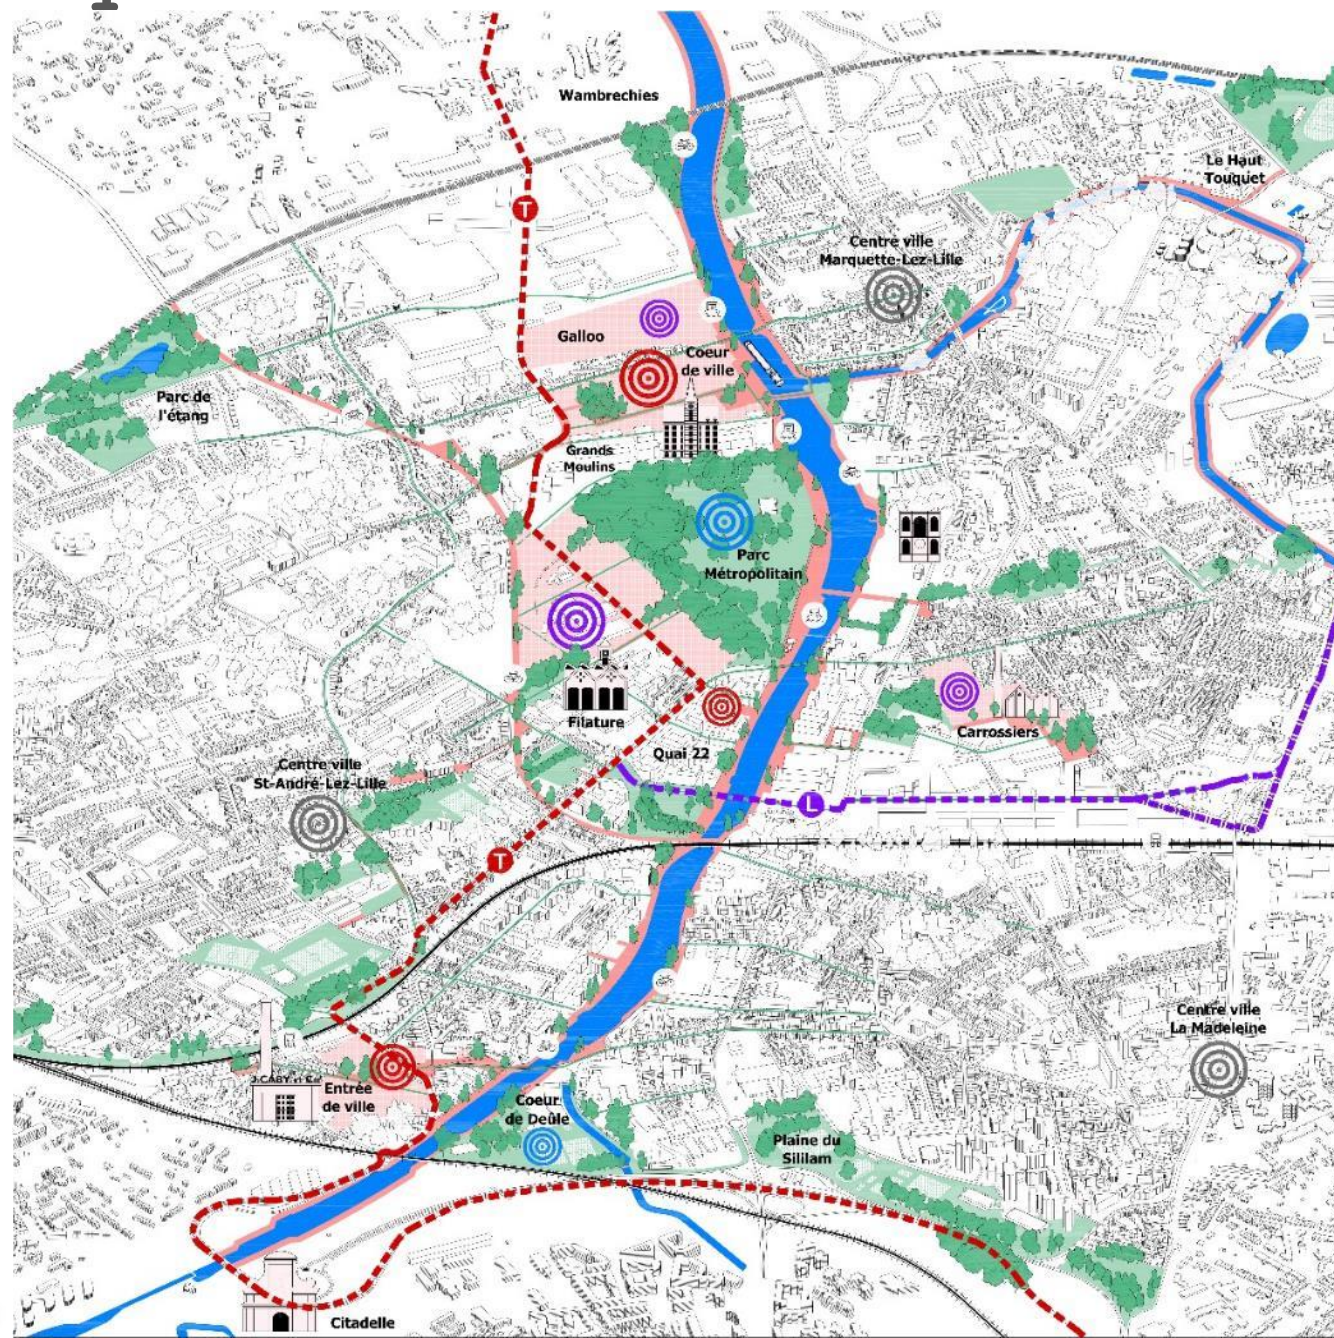 Wambrechies
T
Le Haut
Touquet
Centre ville
Marquette-Lez-Lille
Galloo
Coeur
de ville
Parc de
l'étang
Grands
Moulins
Parc
Métropolitain
Filature
Quai 22
Carrossiers
Centre ville
St-André-Lez-Lille
L
T
Centre ville
La Madeleine
Entrée
de ville
Coeur
de Deûle
Plaine du
Sililam
Citadelle